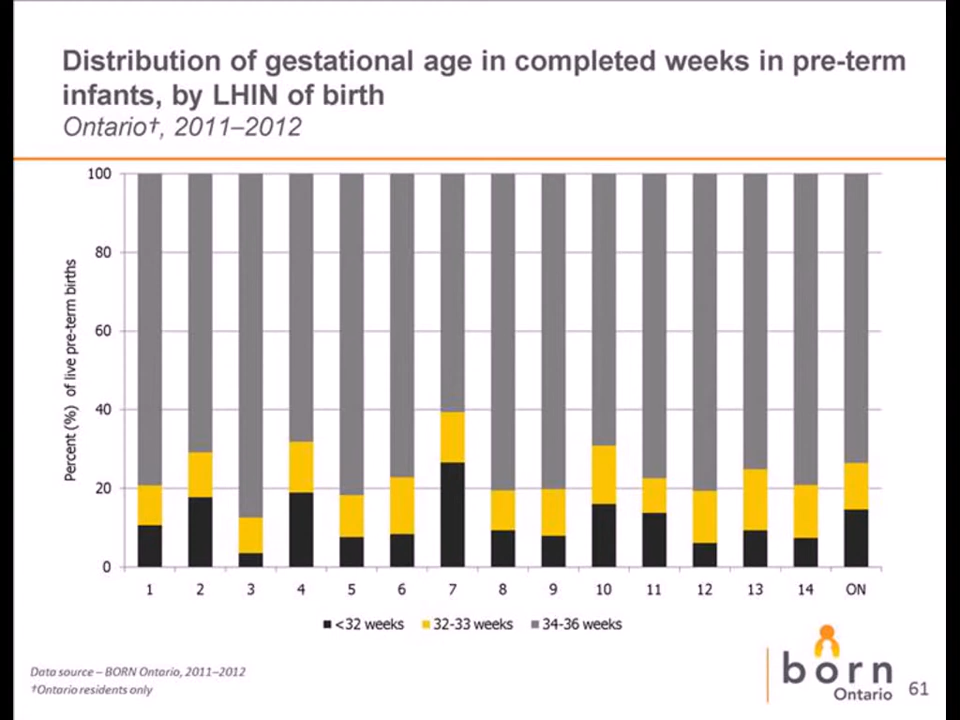 Distribution of gestational age in completed weeks in pre-term
infants, by LHIN of birth
Ontario†, 2011–2012
Percent (%) of live pre-term births
100
80
60
40
20
0
1 2 3 4 5 6 7 8 9 10 11 12 13 14 ON
<32 weeks 32-33 weeks 34-36 weeks
Data source – BORN Ontario, 2011–2012
†Ontario residents only
born
Ontario
61